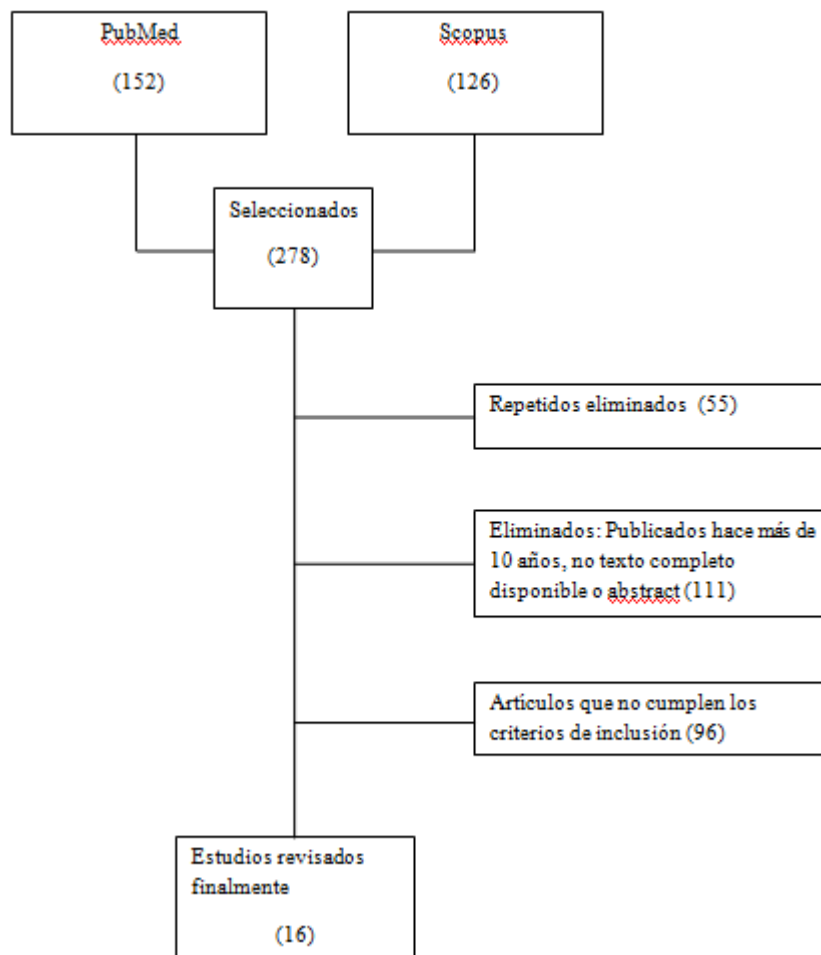 PubMed
(152)
Scopus
(126)
Seleccionados
(278)
Repetidos eliminados (55)
Eliminados: Publicados hace más de
10 años, no texto completo
disponible o abstract (111)
Artículos que no cumplen los
criterios de inclusión (96)
Estudios revisados
finalmente
(16)